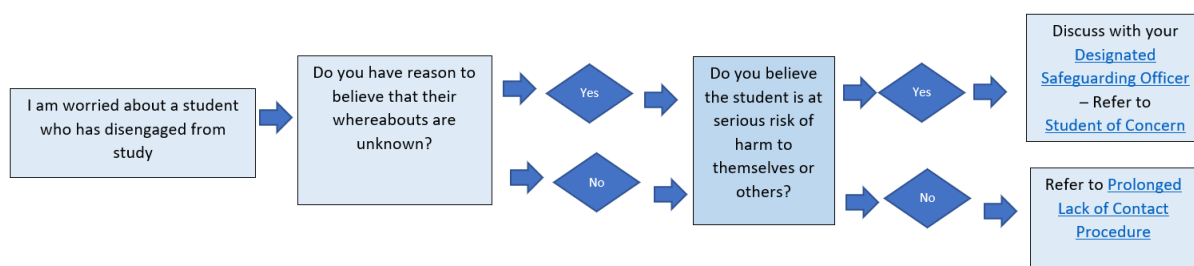 I am worried about a student
who has disengaged from
study
Do you have reason to
believe that their
whereabouts are
unknown?
Yes
No
Do you believe
the student is at
serious risk of
harm to
themselves or
others?
Yes
No
Discuss with your
Designated
Safeguarding Officer
– Refer to
Student of Concern
Refer to Prolonged
Lack of Contact
Procedure